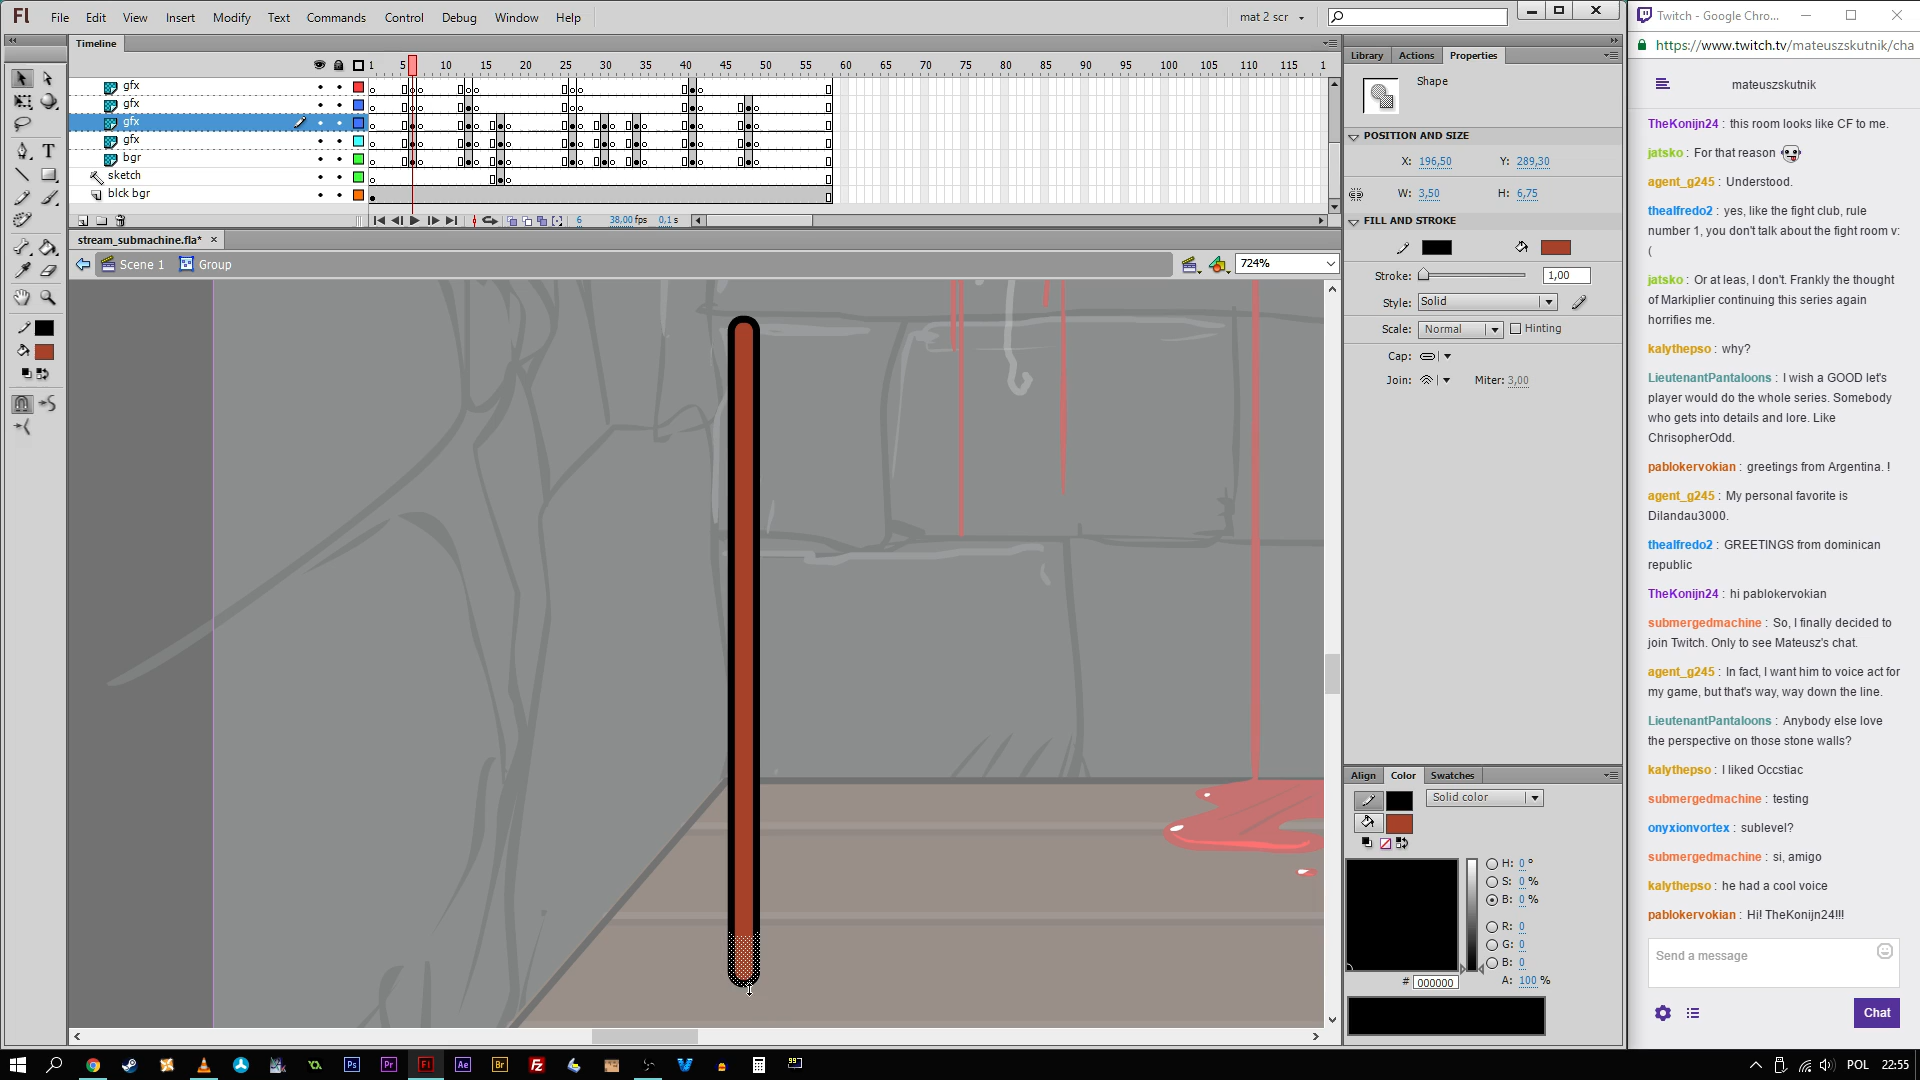 Fl File Edit View Insert Modify Text Commands Control Debug Window Help
mat 2 scr
Timeline
1 5 10 15 20 25 30 35 40 45 50 55 60 65 70 75 80 85 90 95 100 105 110 115 1
gfx
gfx
gfx
gfx
bgr
sketch
blck bgr
6 38,00 fps 0,1 s
stream_submachine.fla*
Scene 1 Group
724%
Library Actions Properties
Shape
POSITION AND SIZE
X: 196,50 Y: 289,30
W: 3,50 H: 6,75
FILL AND STROKE
Stroke: 1,00
Style: Solid
Scale: Normal Hinting
Cap:
Join: Miter: 3,00
Align Color Swatches
Solid color
H: 0 °
S: 0 %
B: 0 %
R: 0
G: 0
B: 0
# 000000 A: 100 %
Twitch - Google Chro...
https://www.twitch.tv/mateuszskutnik/cha
mateuszskutnik
TheKonijn24 : this room looks like CF to me.
jatsko : For that reason
agent_g245 : Understood.
thealfredo2 : yes, like the fight club, rule
number 1, you don't talk about the fight room v:
(
jatsko : Or at leas, I don't. Frankly the thought
of Markiplier continuing this series again
horrifies me.
kalythepso : why?
LieutenantPantaloons : I wish a GOOD let's
player would do the whole series. Somebody
who gets into details and lore. Like
ChrisopherOdd.
pablokervokian : greetings from Argentina. !
agent_g245 : My personal favorite is
Dilandau3000.
thealfredo2 : GREETINGS from dominican
republic
TheKonijn24 : hi pablokervokian
submergedmachine : So, I finally decided to
join Twitch. Only to see Mateusz's chat.
agent_g245 : In fact, I want him to voice act for
my game, but that's way, way down the line.
LieutenantPantaloons : Anybody else love
the perspective on those stone walls?
kalythepso : I liked Occstiac
submergedmachine : testing
onyxionvortex : sublevel?
submergedmachine : si, amigo
kalythepso : he had a cool voice
pablokervokian : Hi! TheKonijn24!!!
Send a message
Chat
Ps Pr Fl Ae Br Fz
POL 22:55